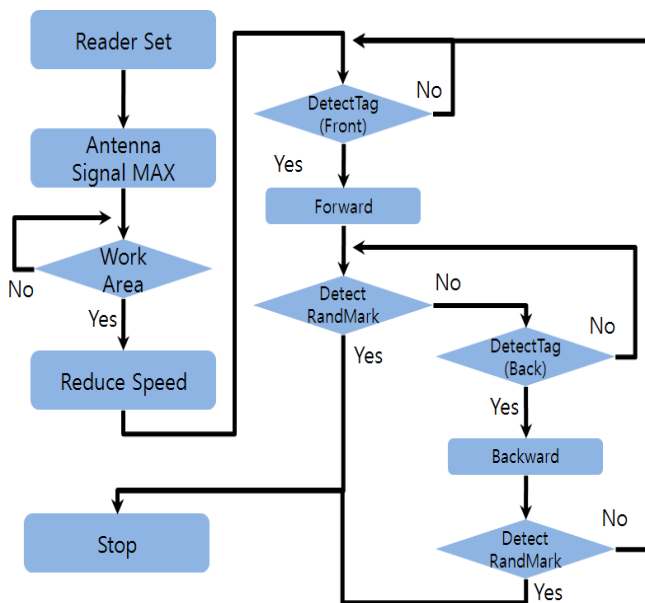 Reader Set
Antenna
Signal MAX
Work
Area
No
Yes
Reduce Speed
DetectTag
(Front)
No
Yes
Forward
Detect
RandMark
No
Yes
DetectTag
(Back)
No
Yes
Backward
Detect
RandMark
No
Yes
Stop